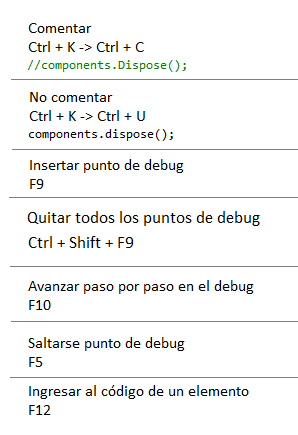 Comentar
Ctrl + K -> Ctrl + C
//components.Dispose();
No comentar
Ctrl + K -> Ctrl + U
components.dispose();
Insertar punto de debug
F9
Quitar todos los puntos de debug
Ctrl + Shift + F9
Avanzar paso por paso en el debug
F10
Saltarse punto de debug
F5
Ingresar al código de un elemento
F12